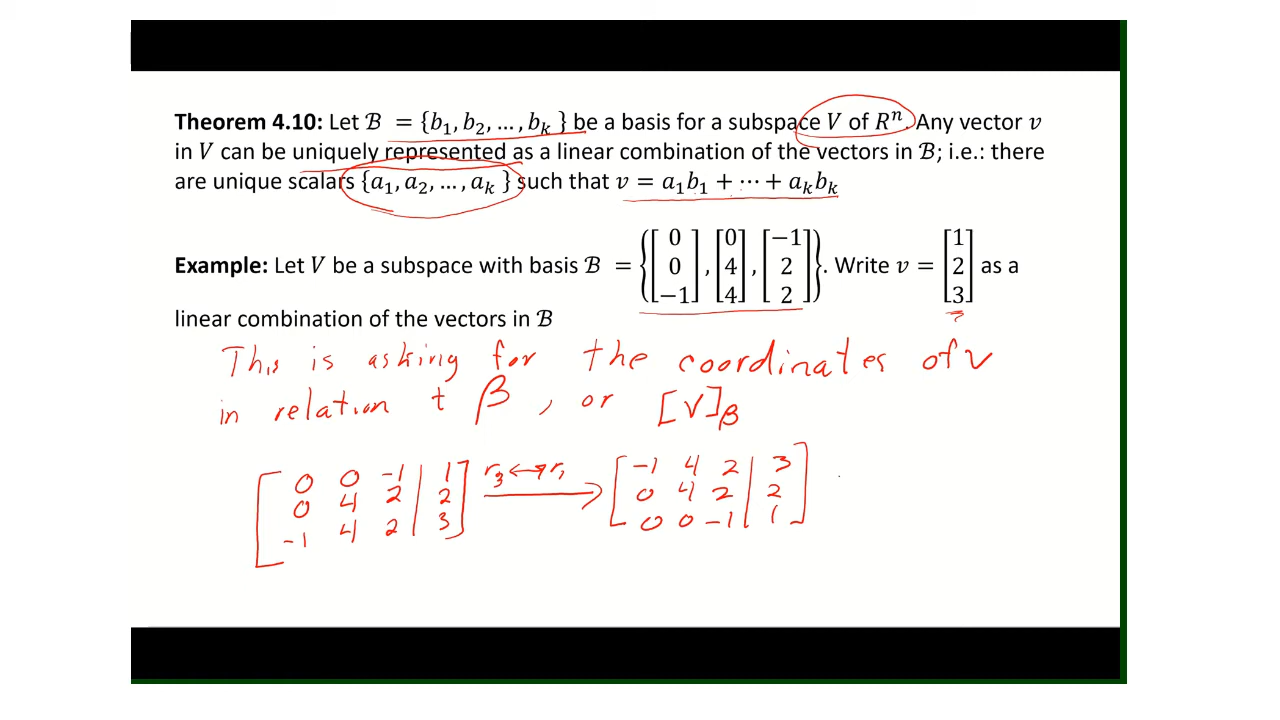 Theorem 4.10: Let ℬ = {b₁, b₂, … , bₖ } be a basis for a subspace V of Rⁿ. Any vector v
in V can be uniquely represented as a linear combination of the vectors in ℬ; i.e.: there
are unique scalars {a₁, a₂, … , aₖ } such that v = a₁b₁ + ⋯ + aₖbₖ
Example: Let V be a subspace with basis ℬ = {[0 0 −1], [0 4 4], [−1 2 2]}. Write v = [1 2 3] as a
linear combination of the vectors in ℬ
This is asking for the coordinates of v
in relation t β , or [V]β
[ 0 0 -1 | 1 ] r₃ ↔ r₁ [ -1 4 2 | 3 ]
[ 0 4 2 | 2 ] → [ 0 4 2 | 2 ]
[ -1 4 2 | 3 ] [ 0 0 -1 | 1 ]